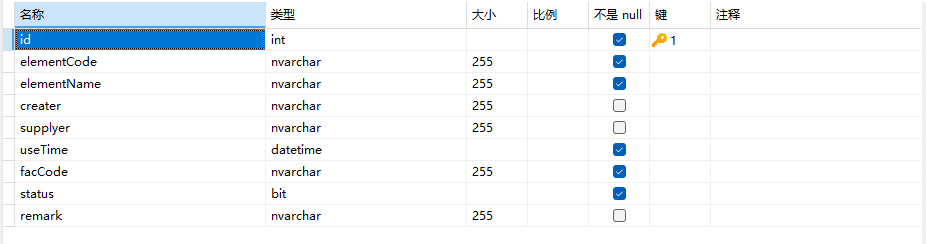 名称 类型 大小 比例 不是 null 键 注释
id int 1
elementCode nvarchar 255
elementName nvarchar 255
creater nvarchar 255
supplyer nvarchar 255
useTime datetime
facCode nvarchar 255
status bit
remark nvarchar 255